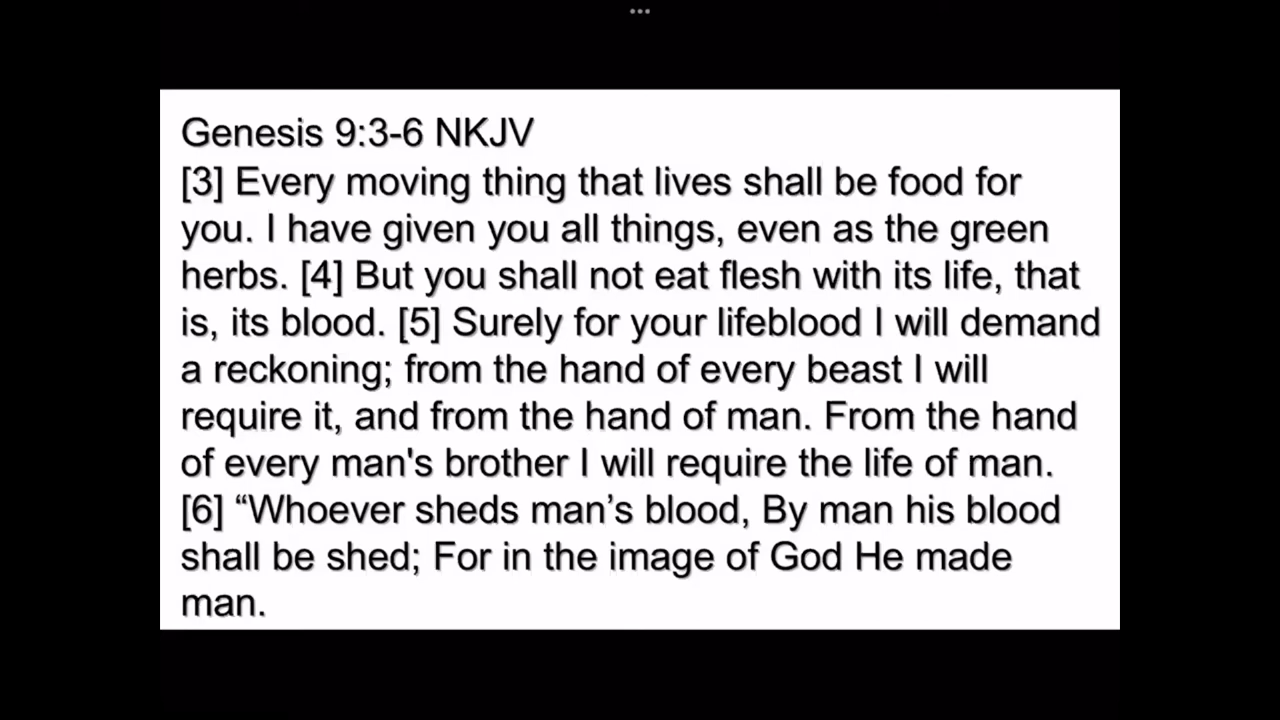 Genesis 9:3-6 NKJV
[3] Every moving thing that lives shall be food for
you. I have given you all things, even as the green
herbs. [4] But you shall not eat flesh with its life, that
is, its blood. [5] Surely for your lifeblood I will demand
a reckoning; from the hand of every beast I will
require it, and from the hand of man. From the hand
of every man's brother I will require the life of man.
[6] “Whoever sheds man’s blood, By man his blood
shall be shed; For in the image of God He made
man.